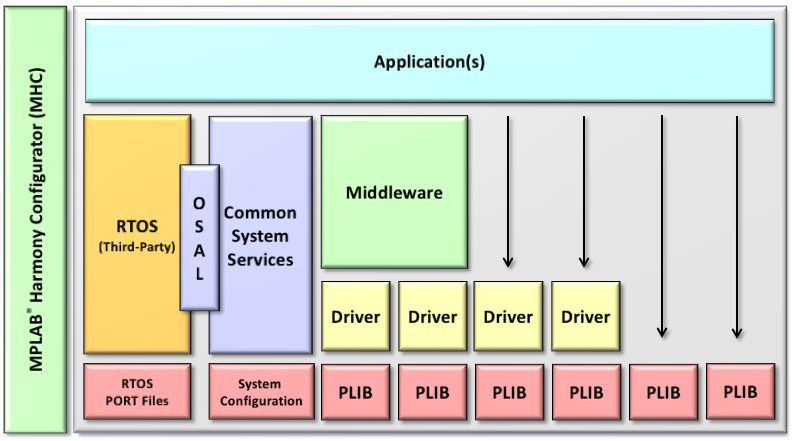 MPLAB® Harmony Configurator (MHC)
Application(s)
RTOS
(Third-Party)
O
S
A
L
Common
System
Services
Middleware
Driver
Driver
Driver
Driver
RTOS
PORT Files
System
Configuration
PLIB
PLIB
PLIB
PLIB
PLIB
PLIB